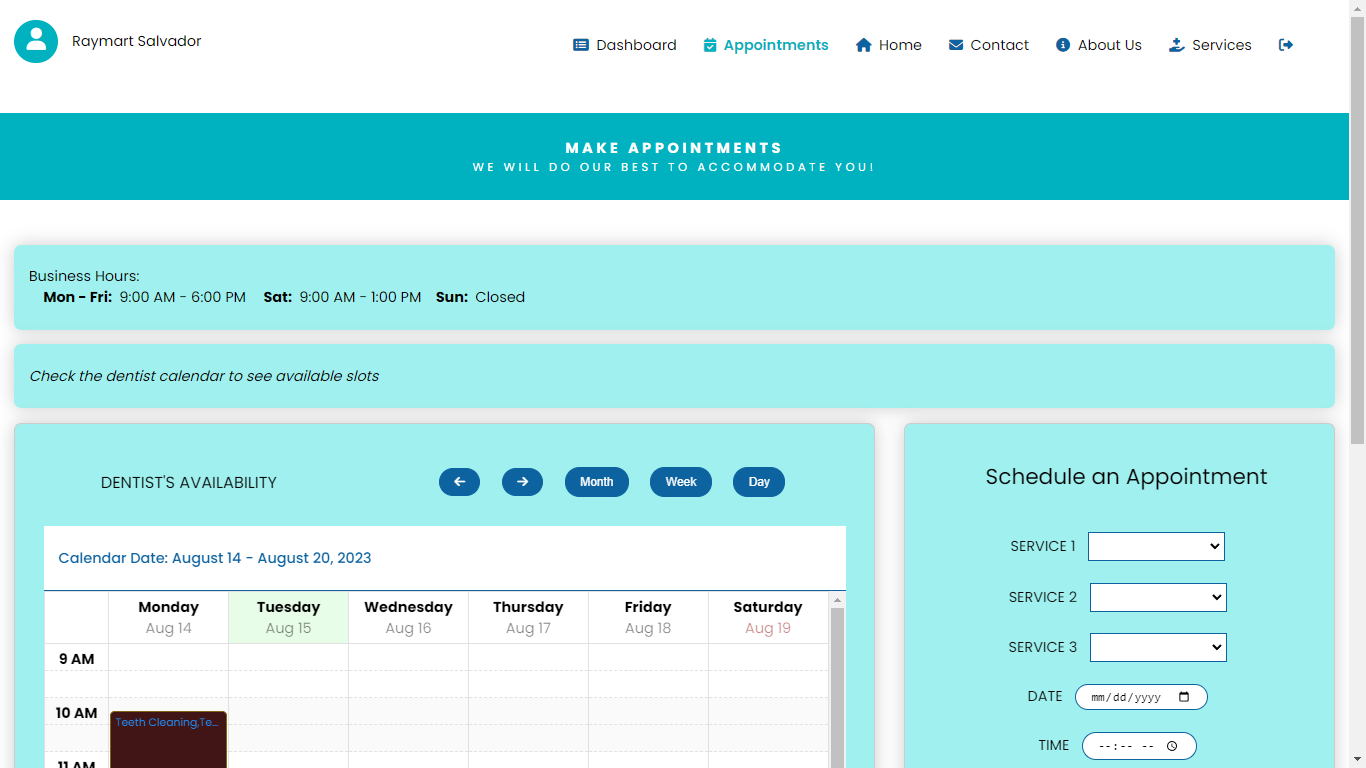 Raymart Salvador
Dashboard
Appointments
Home
Contact
About Us
Services
MAKE APPOINTMENTS
WE WILL DO OUR BEST TO ACCOMMODATE YOU!
Business Hours:
Mon - Fri: 9:00 AM - 6:00 PM Sat: 9:00 AM - 1:00 PM Sun: Closed
Check the dentist calendar to see available slots
DENTIST'S AVAILABILITY
Month
Week
Day
Calendar Date: August 14 - August 20, 2023
Monday Tuesday Wednesday Thursday Friday Saturday
Aug 14 Aug 15 Aug 16 Aug 17 Aug 18 Aug 19
9 AM
10 AM
Teeth Cleaning,Te...
11 AM
Schedule an Appointment
SERVICE 1
SERVICE 2
SERVICE 3
DATE mm/dd/yyyy
TIME --:-- --